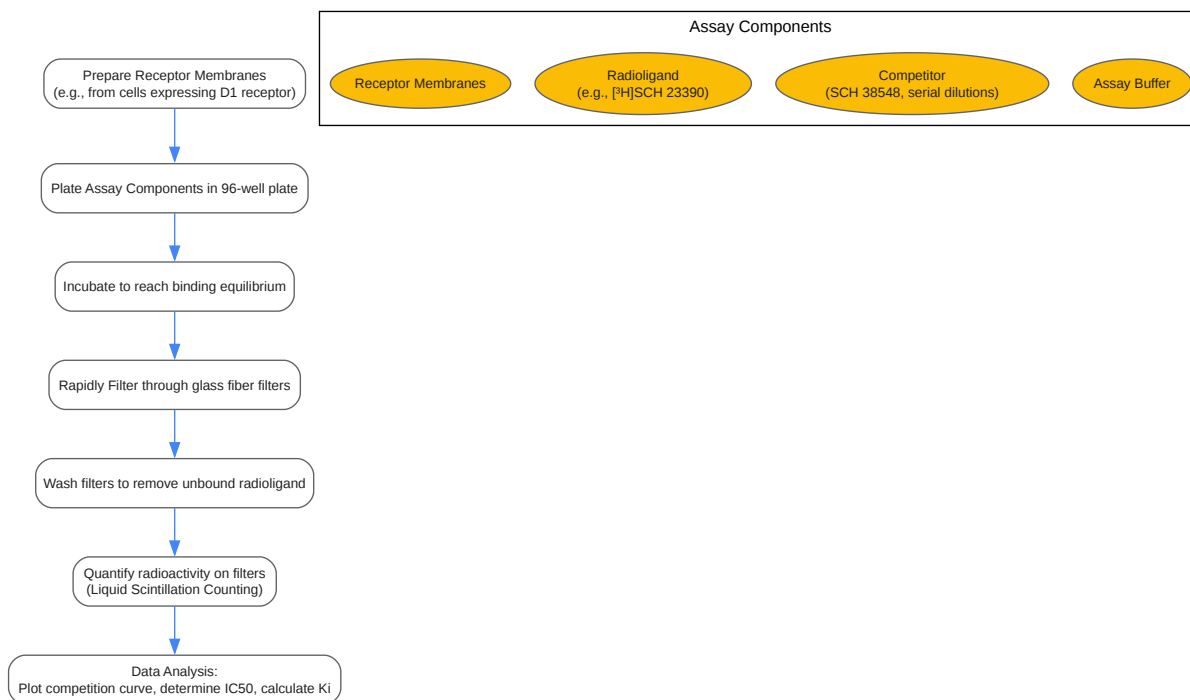 Assay Components
Prepare Receptor Membranes
(e.g., from cells expressing D1 receptor)
Receptor Membranes
Radioligand
(e.g., [³H]SCH 23390)
Competitor
(SCH 38548, serial dilutions)
Assay Buffer
Plate Assay Components in 96-well plate
Incubate to reach binding equilibrium
Rapidly Filter through glass fiber filters
Wash filters to remove unbound radioligand
Quantify radioactivity on filters
(Liquid Scintillation Counting)
Data Analysis:
Plot competition curve, determine IC50, calculate Ki